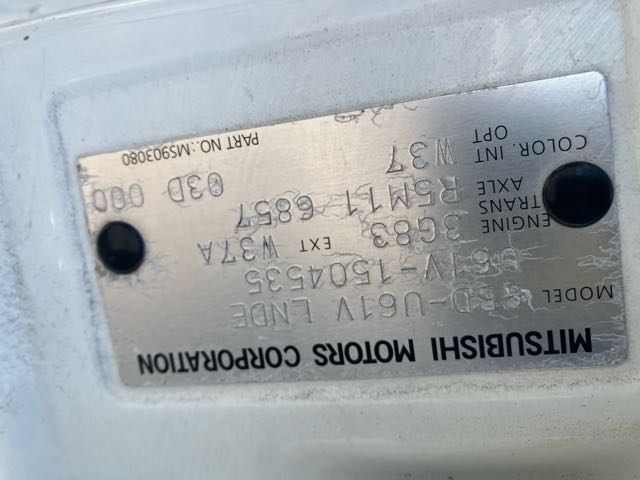 MITSUBISHI MOTORS CORPORATION
MODEL GBD-U61V LNDE
U61V-1504535
ENGINE 3G83 EXT W37A
TRANS AXLE R5M11 6857
COLOR. INT OPT W37 03D 000
PART NO.:MS903080